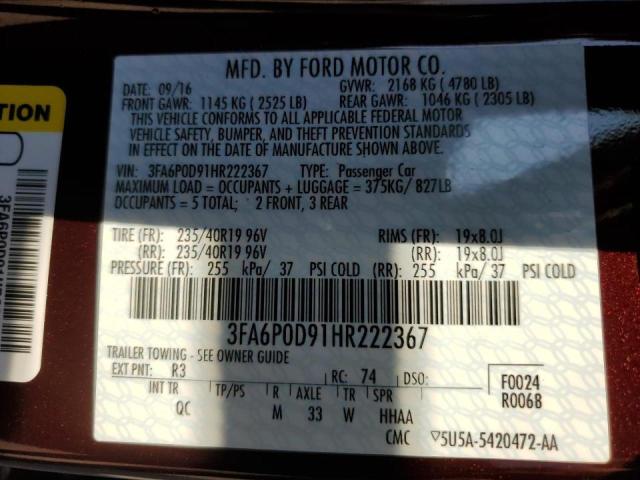 MFD. BY FORD MOTOR CO.
DATE: 09/16 GVWR: 2168 KG ( 4780 LB)
FRONT GAWR: 1145 KG ( 2525 LB) REAR GAWR: 1046 KG ( 2305 LB)
THIS VEHICLE CONFORMS TO ALL APPLICABLE FEDERAL MOTOR
VEHICLE SAFETY, BUMPER, AND THEFT PREVENTION STANDARDS
IN EFFECT ON THE DATE OF MANUFACTURE SHOWN ABOVE.
VIN: 3FA6P0D91HR222367 TYPE: Passenger Car
MAXIMUM LOAD = OCCUPANTS + LUGGAGE = 375KG/ 827LB
OCCUPANTS = 5 TOTAL; 2 FRONT, 3 REAR
TIRE (FR): 235/40R19 96V RIMS (FR): 19x8.0J
(RR): 235/40R19 96V (RR): 19x8.0J
PRESSURE (FR): 255 kPa/ 37 PSI COLD (RR): 255 kPa/ 37 PSI COLD
3FA6P0D91HR222367
TRAILER TOWING - SEE OWNER GUIDE
EXT PNT: R3 RC: 74 DSO:
F0024
R006B
INT TR TP/PS R AXLE TR SPR
QC M 33 W HHAA
CMC ▽5U5A-5420472-AA
TION